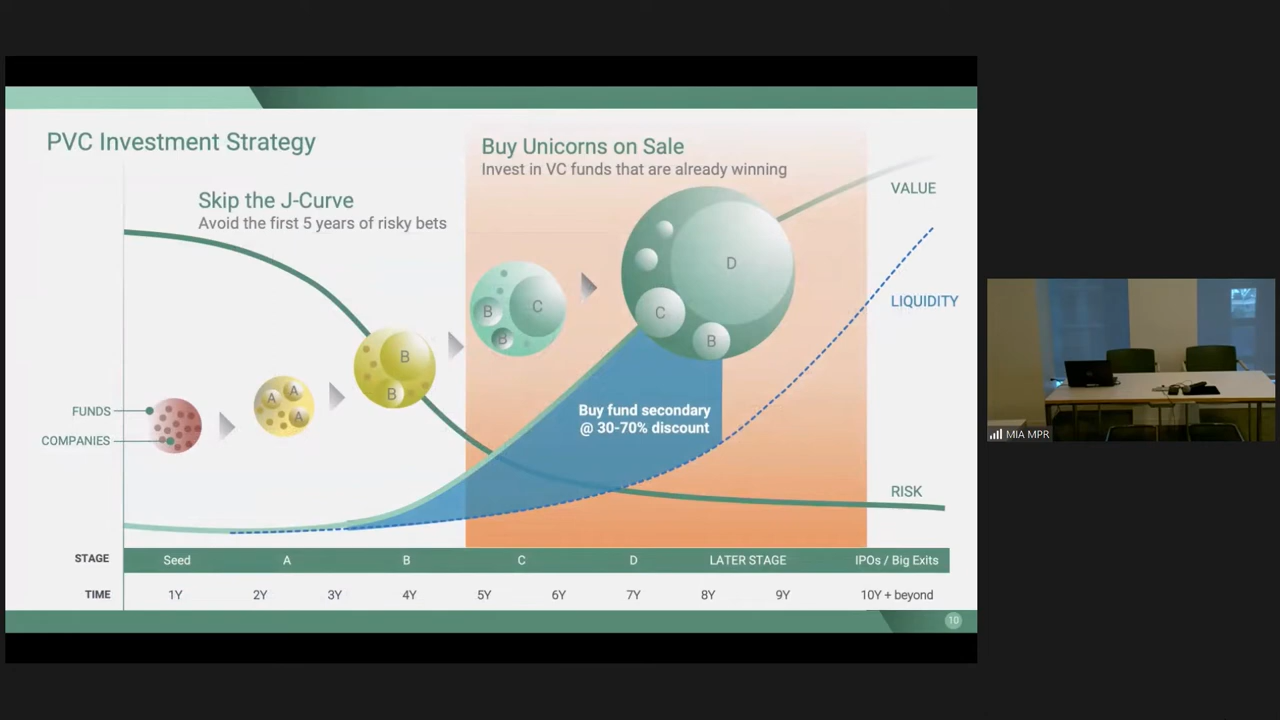 PVC Investment Strategy
Buy Unicorns on Sale
Invest in VC funds that are already winning
Skip the J-Curve
Avoid the first 5 years of risky bets
VALUE
LIQUIDITY
RISK
D
C
B
B
C
B
B
B
A
A
A
FUNDS
COMPANIES
Buy fund secondary
@ 30-70% discount
STAGE Seed A B C D LATER STAGE IPOs / Big Exits
TIME 1Y 2Y 3Y 4Y 5Y 6Y 7Y 8Y 9Y 10Y + beyond
10
MIA MPR